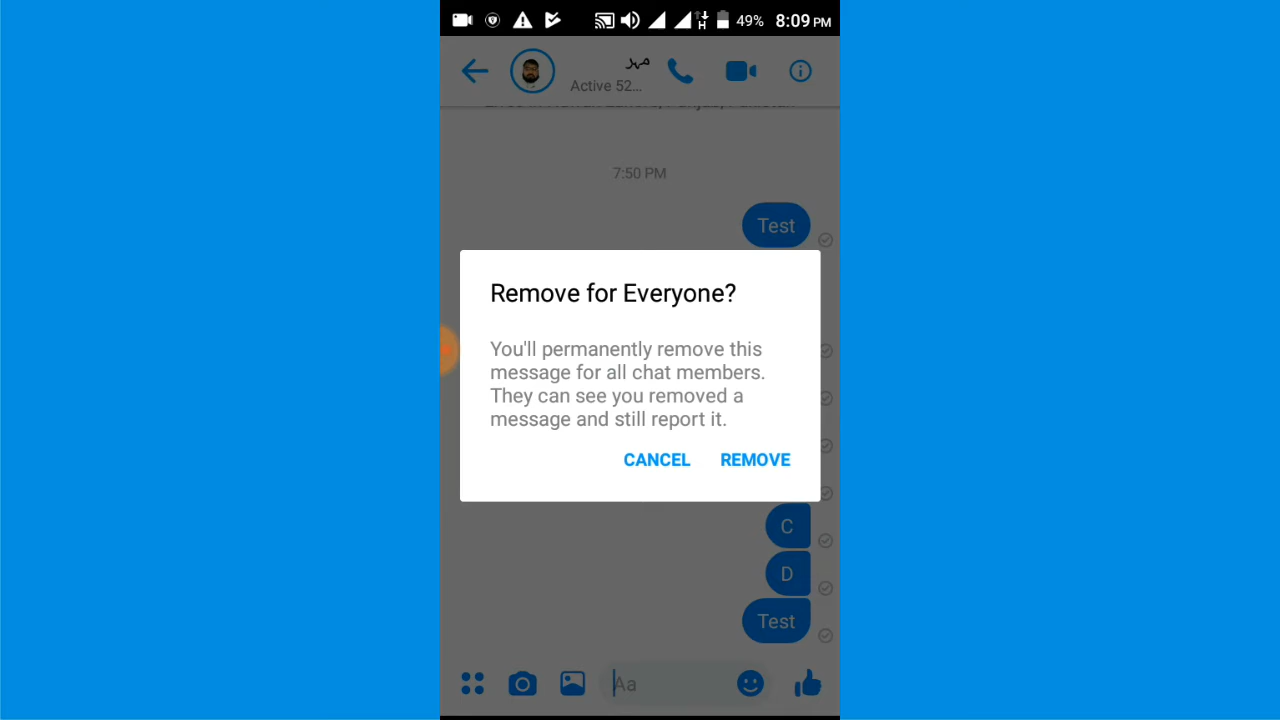 H 49% 8:09 PM
مہر
Active 52...
7:50 PM
Test
Remove for Everyone?
You'll permanently remove this
message for all chat members.
They can see you removed a
message and still report it.
CANCEL REMOVE
C
D
Test
Aa